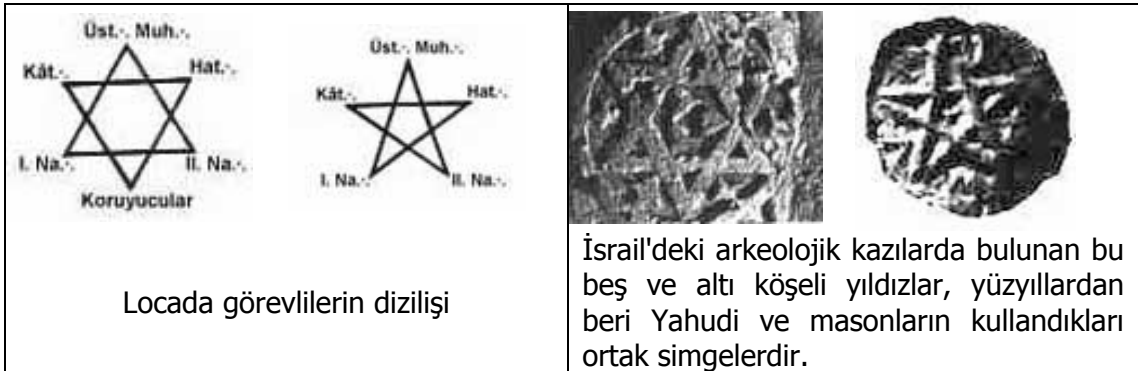 Üst.·. Muh.·.
Kât.·.
Hat.·.
I. Na.·.
II. Na.·.
Koruyucular
Üst.·. Muh.·.
Kât.·.
Hat.·.
I. Na.·.
II. Na.·.
Locada görevlilerin dizilişi
İsrail'deki arkeolojik kazılarda bulunan bu
beş ve altı köşeli yıldızlar, yüzyıllardan
beri Yahudi ve masonların kullandıkları
ortak simgelerdir.